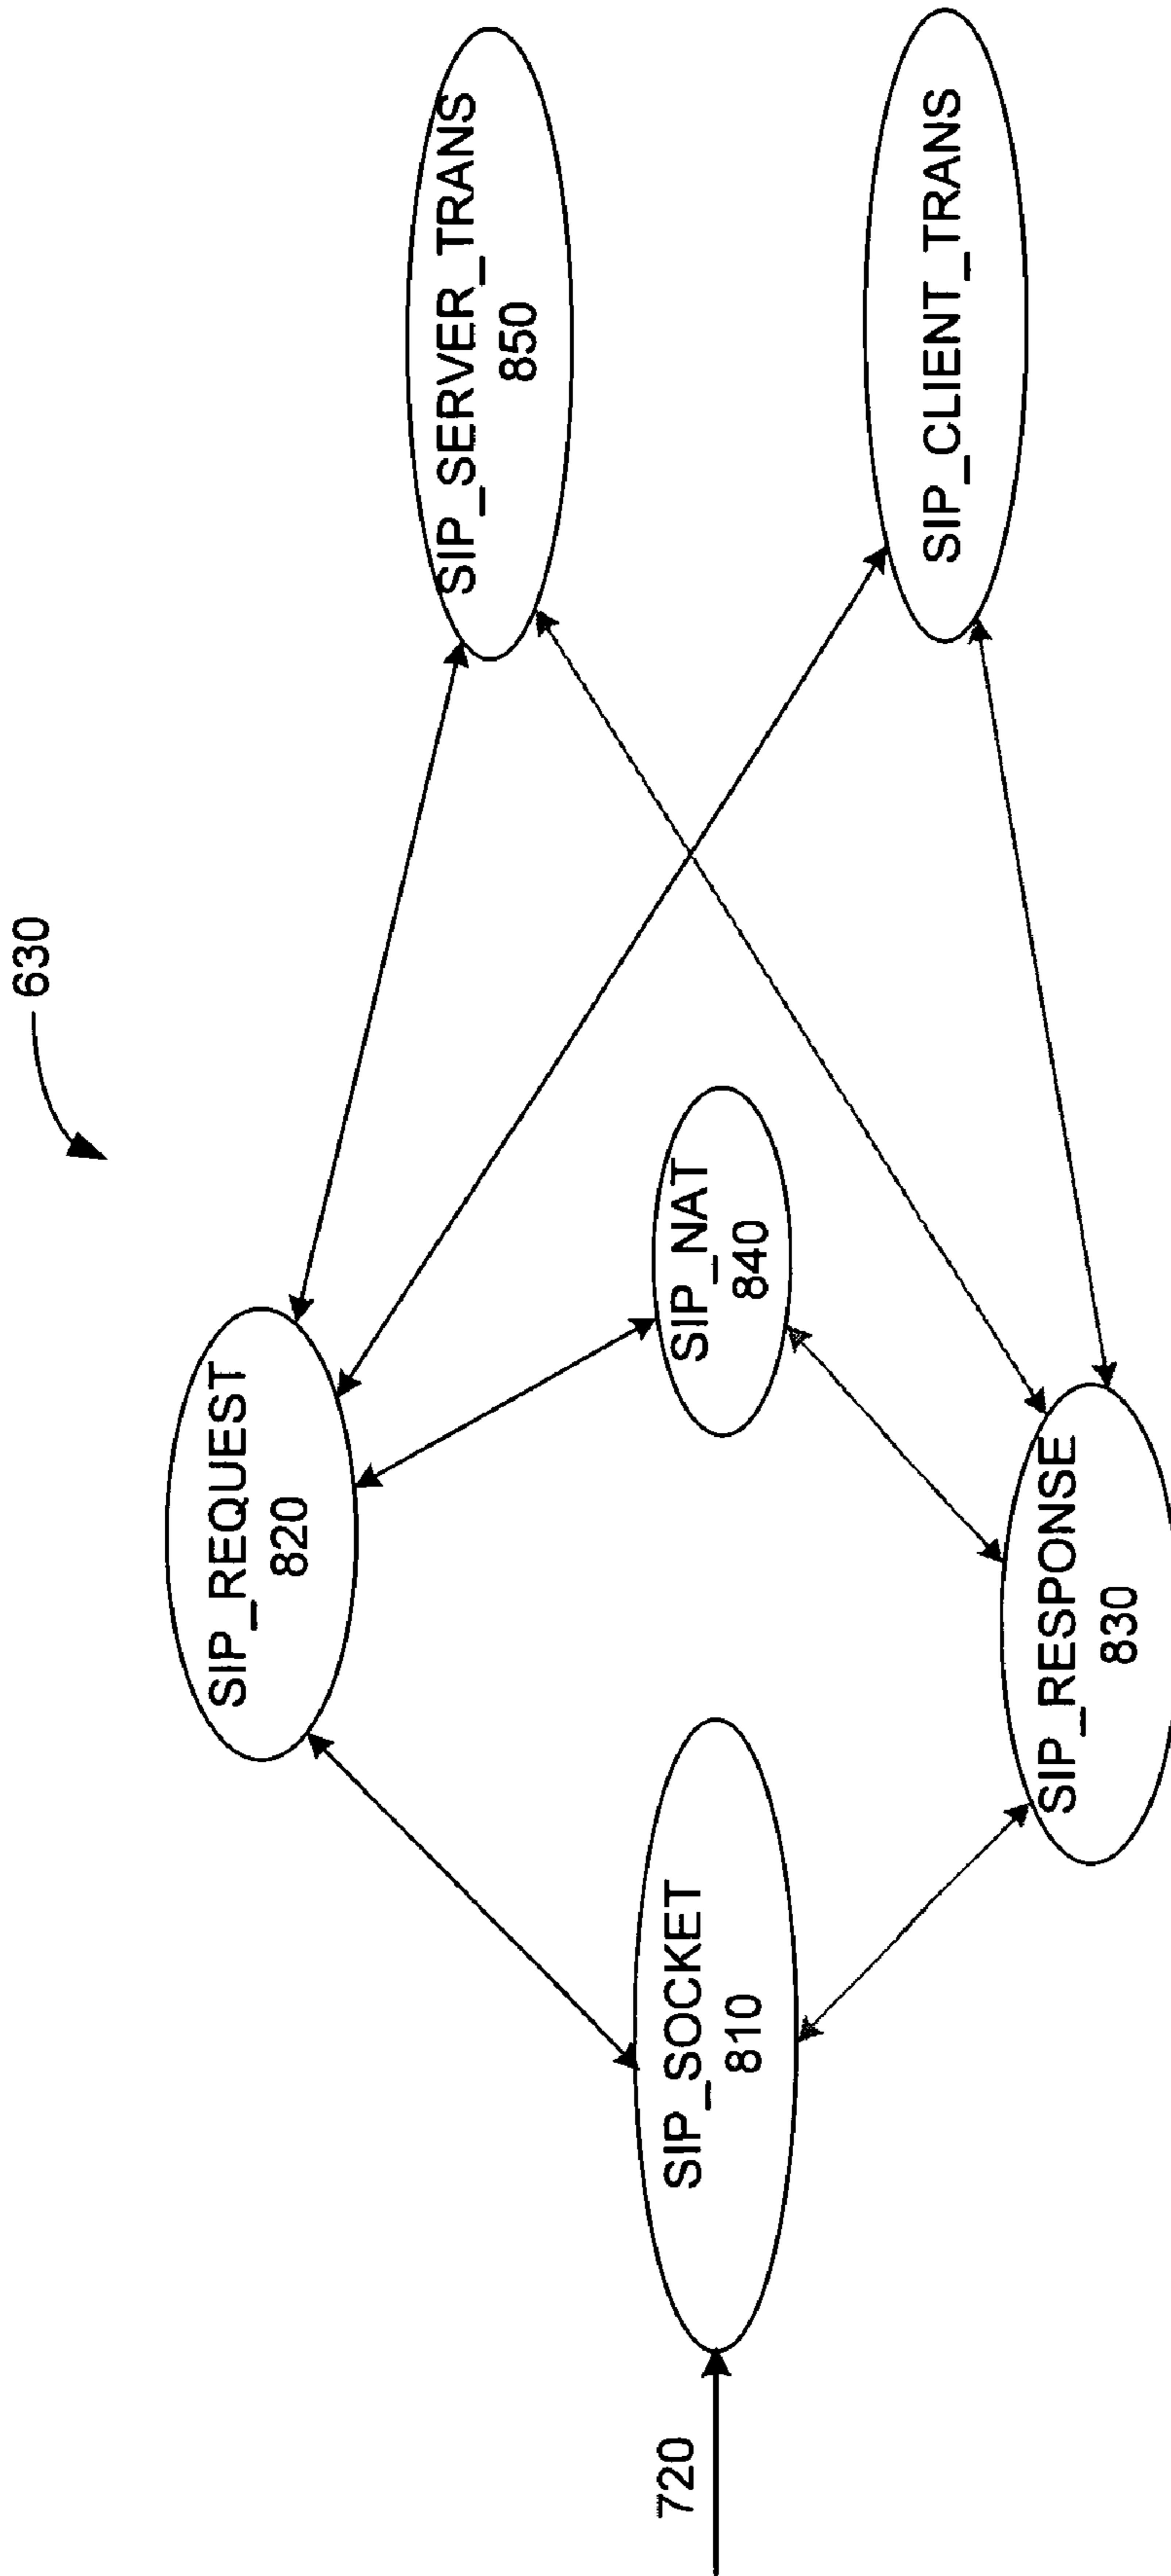 630
SIP_REQUEST
820
SIP_SERVER_TRANS
850
SIP_NAT
840
720
SIP_SOCKET
810
SIP_CLIENT_TRANS
SIP_RESPONSE
830